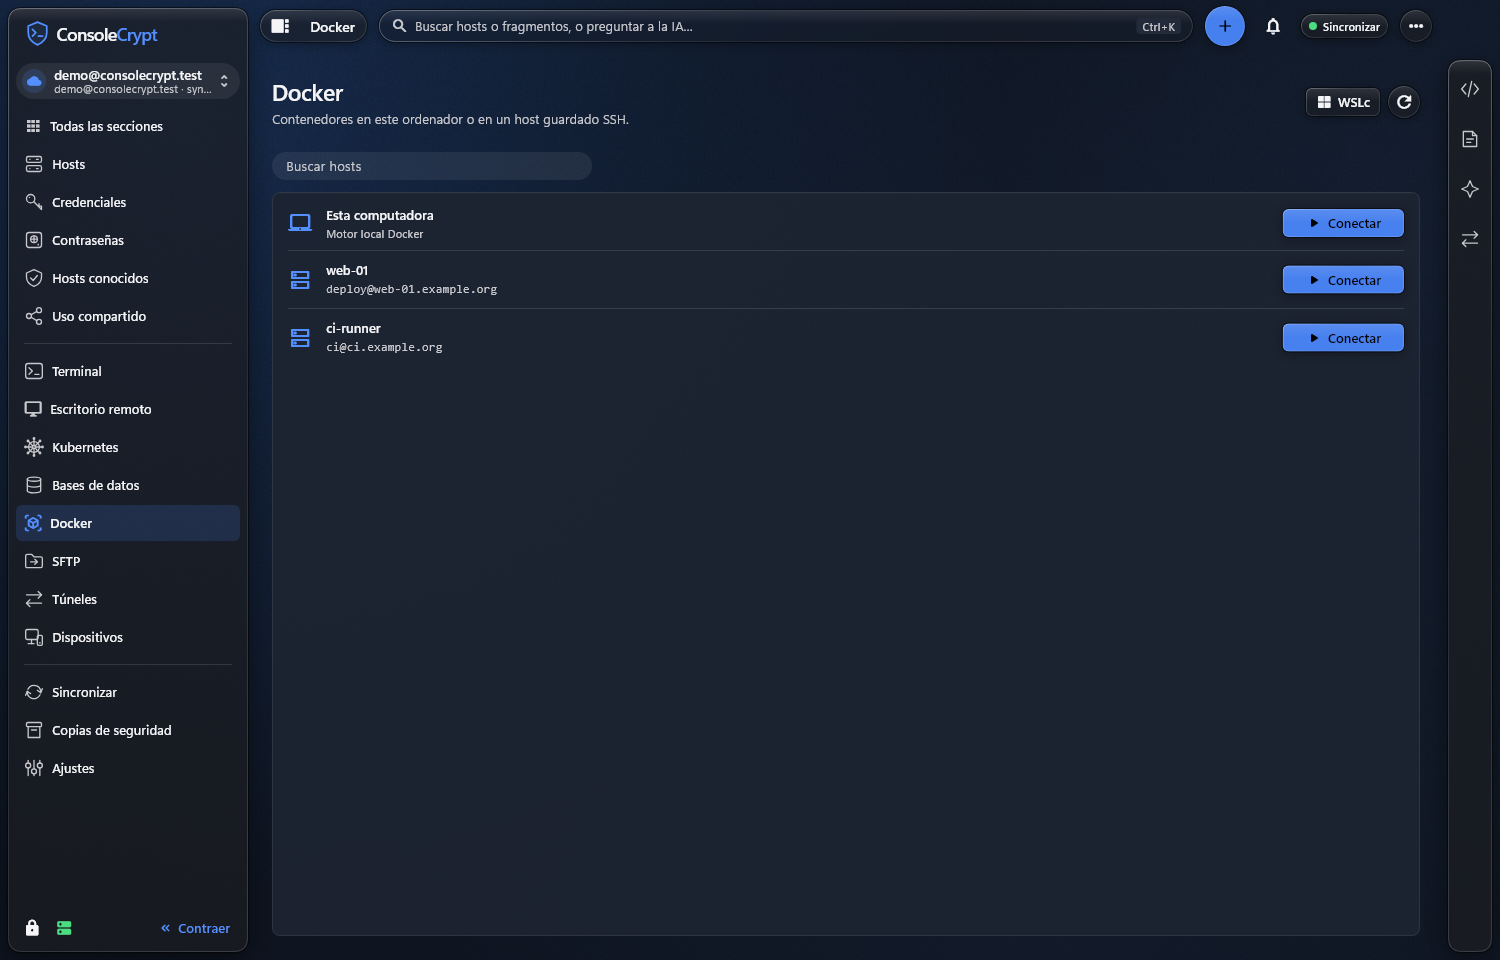 ConsoleCrypt
demo@consolecrypt.test
demo@consolecrypt.test · syn...
Todas las secciones
Hosts
Credenciales
Contraseñas
Hosts conocidos
Uso compartido
Terminal
Escritorio remoto
Kubernetes
Bases de datos
Docker
SFTP
Túneles
Dispositivos
Sincronizar
Copias de seguridad
Ajustes
« Contraer
Docker
Buscar hosts o fragmentos, o preguntar a la IA...
Ctrl+K
Sincronizar
Docker
Contenedores en este ordenador o en un host guardado SSH.
WSLc
Buscar hosts
Esta computadora
Motor local Docker
Conectar
web-01
deploy@web-01.example.org
Conectar
ci-runner
ci@ci.example.org
Conectar